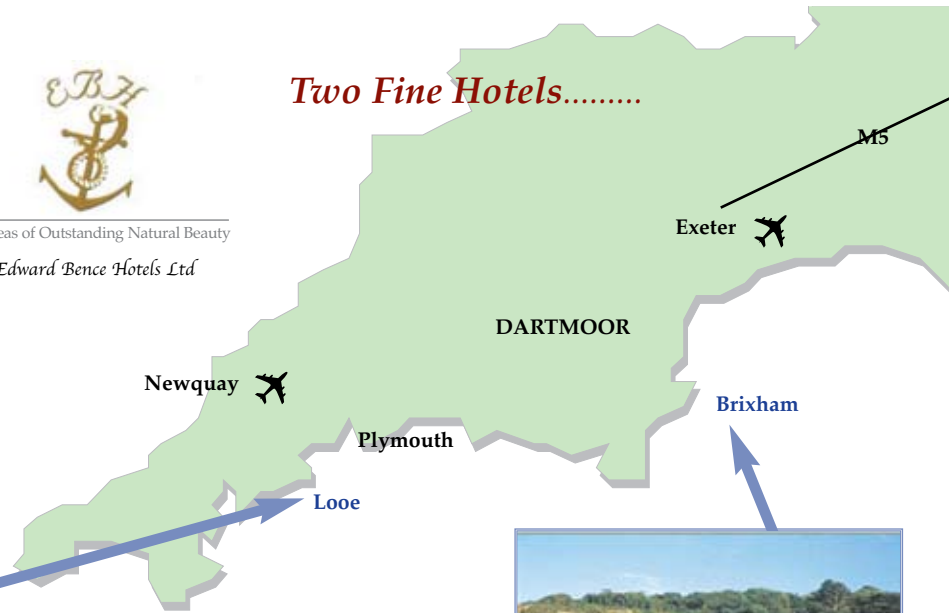 EBH
Two Fine Hotels.........
M5
eas of Outstanding Natural Beauty
Edward Bence Hotels Ltd
Exeter
DARTMOOR
Newquay
Brixham
Plymouth
Looe